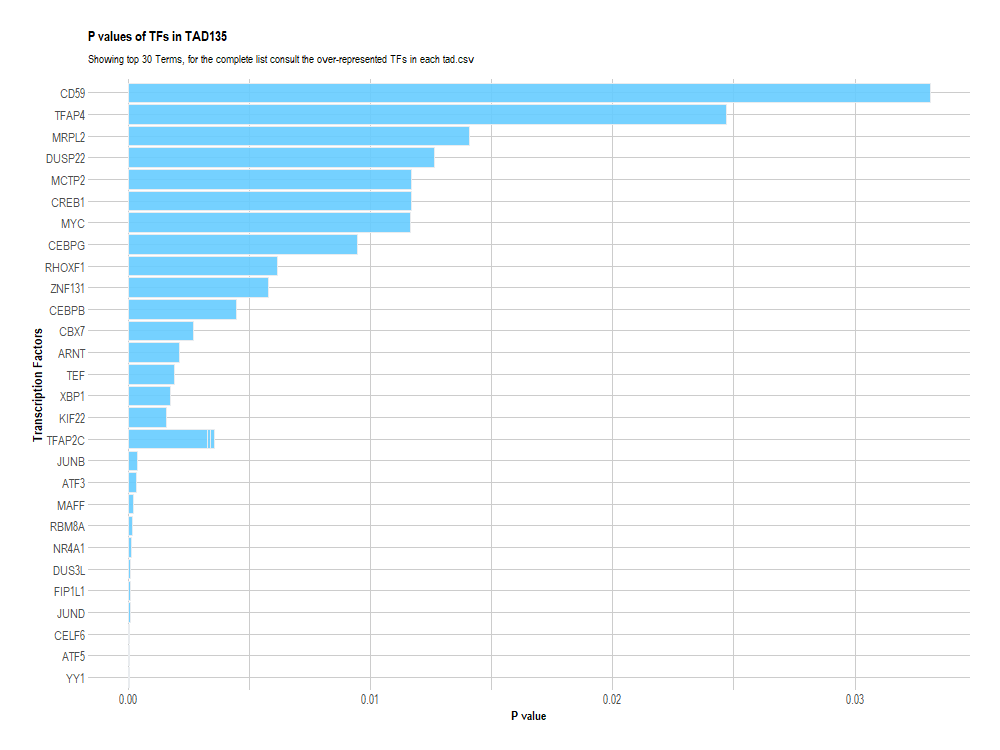 P values of TFs in TAD135
Showing top 30 Terms, for the complete list consult the over-represented TFs in each tad.csv
Transcription Factors
CD59
TFAP4
MRPL2
DUSP22
MCTP2
CREB1
MYC
CEBPG
RHOXF1
ZNF131
CEBPB
CBX7
ARNT
TEF
XBP1
KIF22
TFAP2C
JUNB
ATF3
MAFF
RBM8A
NR4A1
DUS3L
FIP1L1
JUND
CELF6
ATF5
YY1
0.00 0.01 0.02 0.03
P value